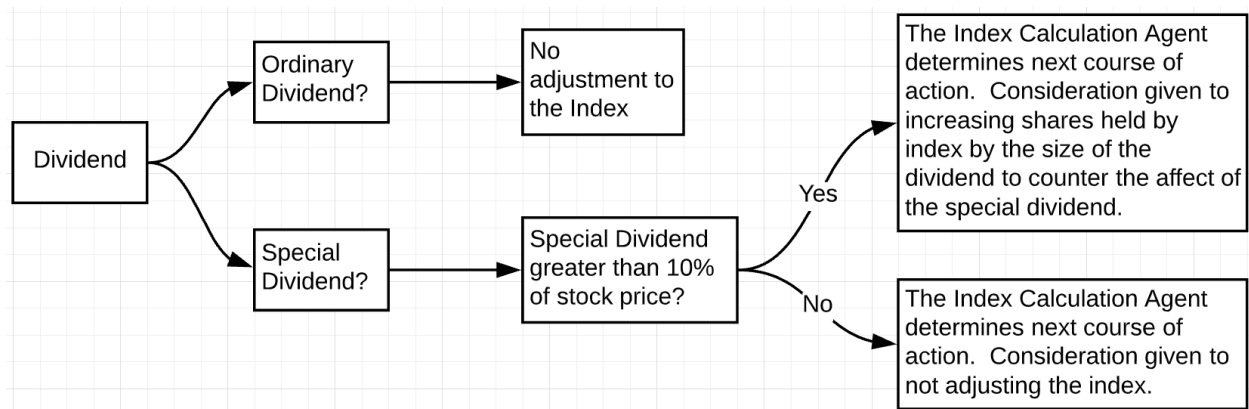 Dividend
Ordinary
Dividend?
No
adjustment to
the Index
Special
Dividend?
Special Dividend
greater than 10%
of stock price?
Yes
The Index Calculation Agent
determines next course of
action.  Consideration given to
increasing shares held by
index by the size of the
dividend to counter the affect of
the special dividend.
No
The Index Calculation Agent
determines next course of
action.  Consideration given to
not adjusting the index.